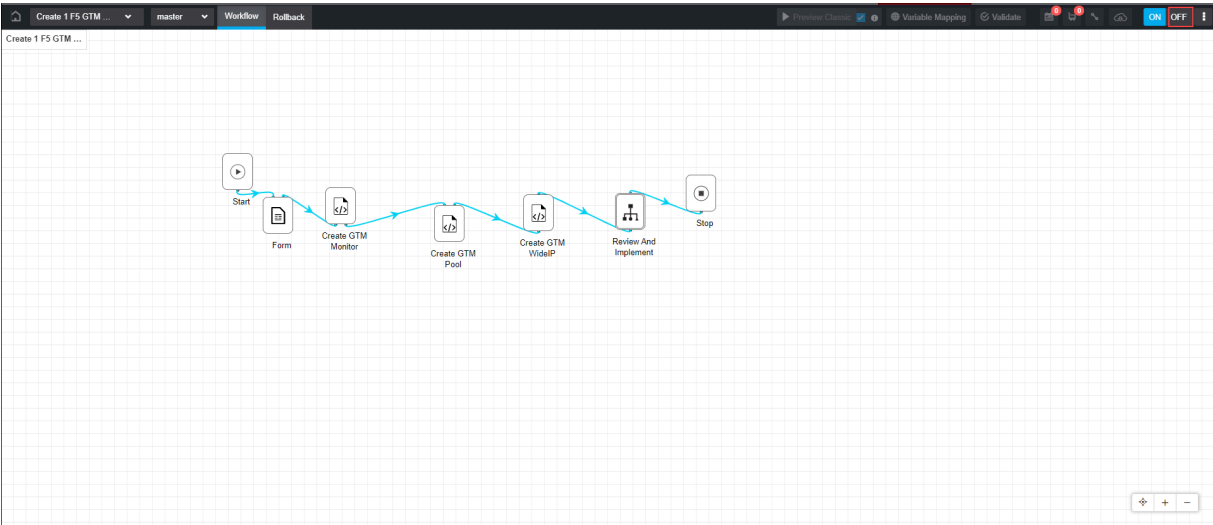 Create 1 F5 GTM ...
master
Workflow
Rollback
Preview Classic
Variable Mapping
Validate
0
0
ON
OFF
Create 1 F5 GTM ...
Start
Form
Create GTM
Monitor
Create GTM
Pool
Create GTM
WideIP
Review And
Implement
Stop